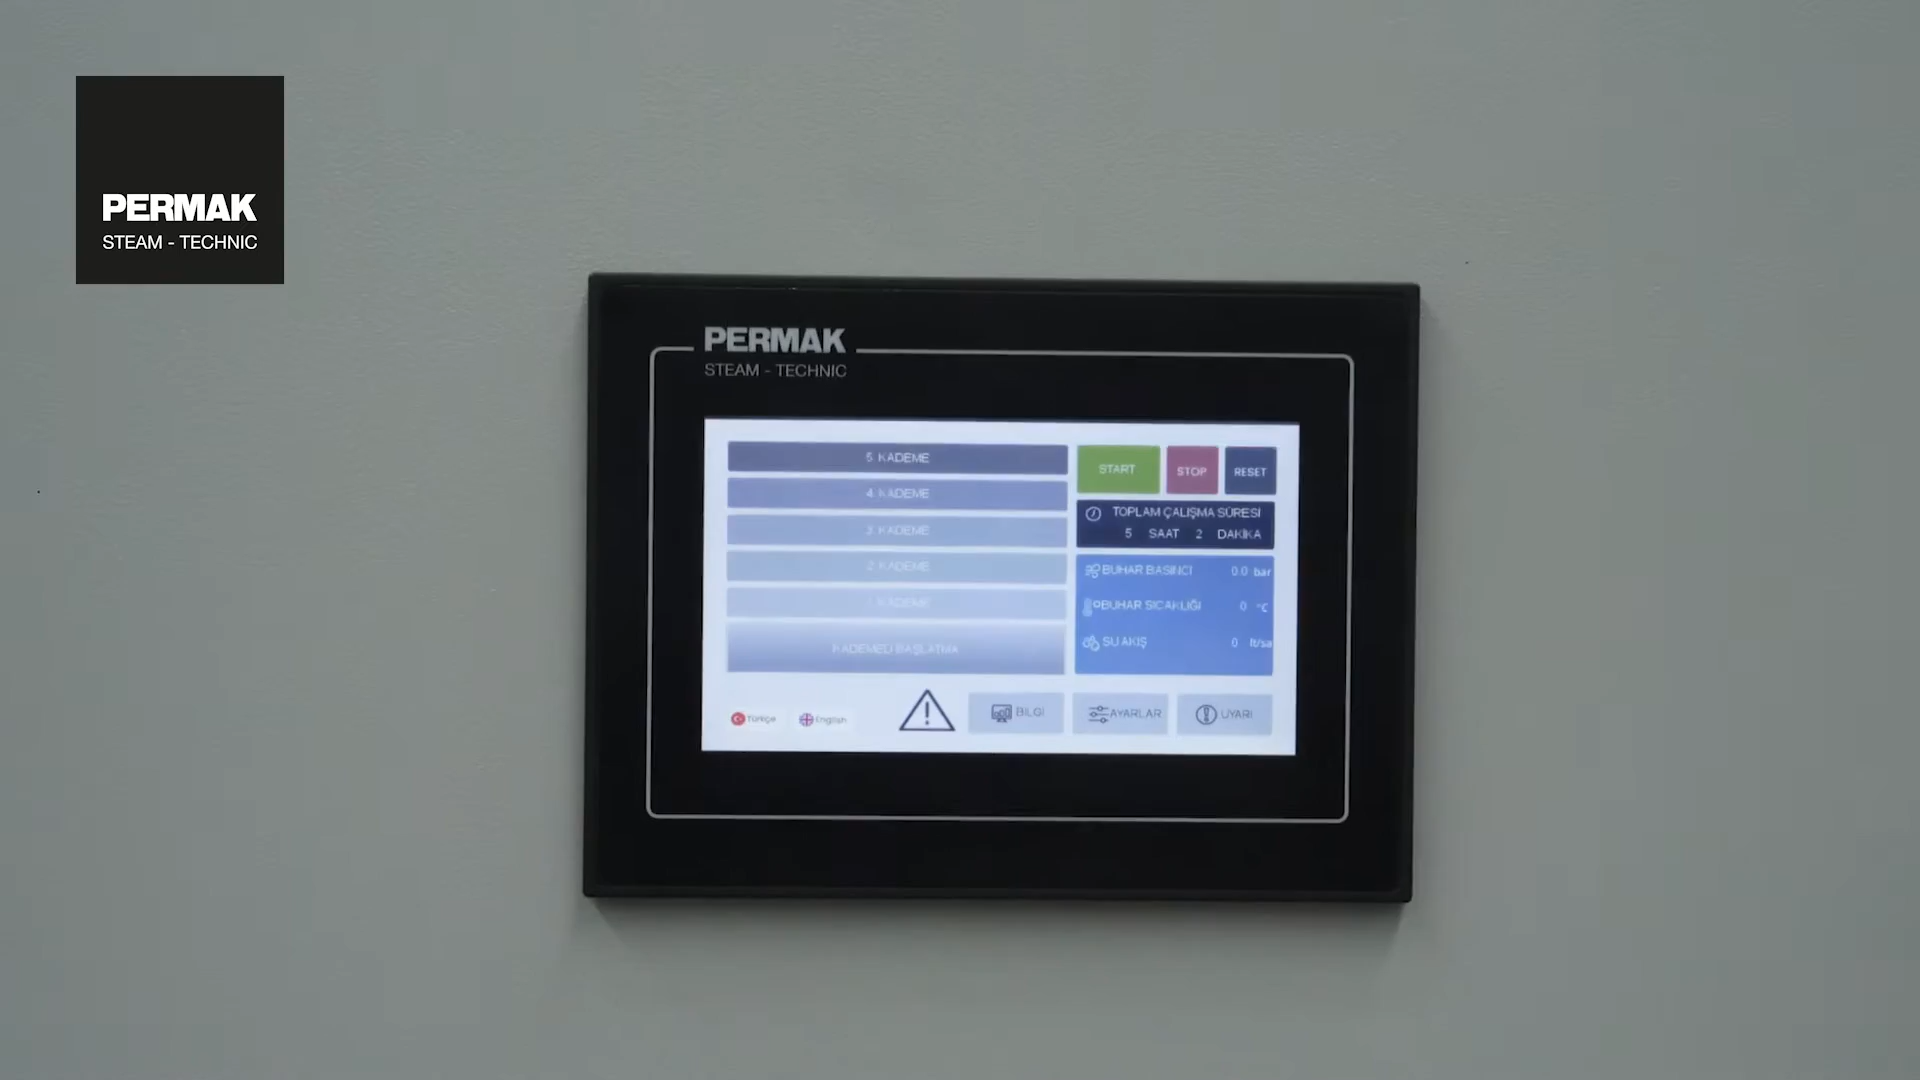 PERMAK
STEAM - TECHNIC
PERMAK
STEAM - TECHNIC
5. KADEME
4. KADEME
3. KADEME
2. KADEME
1. KADEME
KADEMELİ BAŞLATMA
START
STOP
RESET
TOPLAM ÇALIŞMA SÜRESİ
5 SAAT 2 DAKİKA
BUHAR BASINCI 0.0 bar
BUHAR SICAKLIĞI 0 °C
SU AKIŞ 0 lt/sa
Türkçe
English
BİLGİ
AYARLAR
UYARI